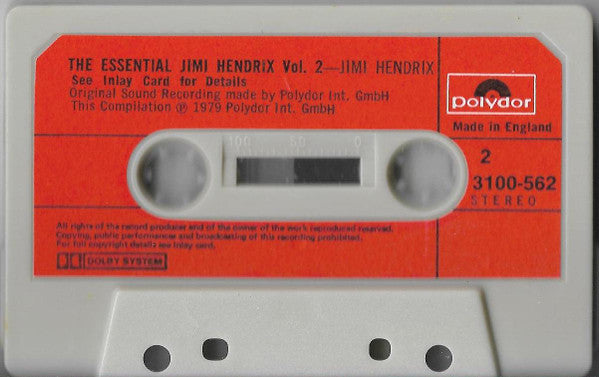 THE ESSENTIAL JIMI HENDRIX Vol. 2—JIMI HENDRIX
See Inlay Card for Details
Original Sound Recording made by Polydor Int. GmbH
This Compilation ℗ 1979 Polydor Int. GmbH
polydor
Made in England
100 50 0
2
3100-562
STEREO
All rights of the record producer and of the owner of the work reproduced reserved.
Copying, public performance and broadcasting of this recording prohibited.
For full copyright details see inlay card.
DOLBY SYSTEM